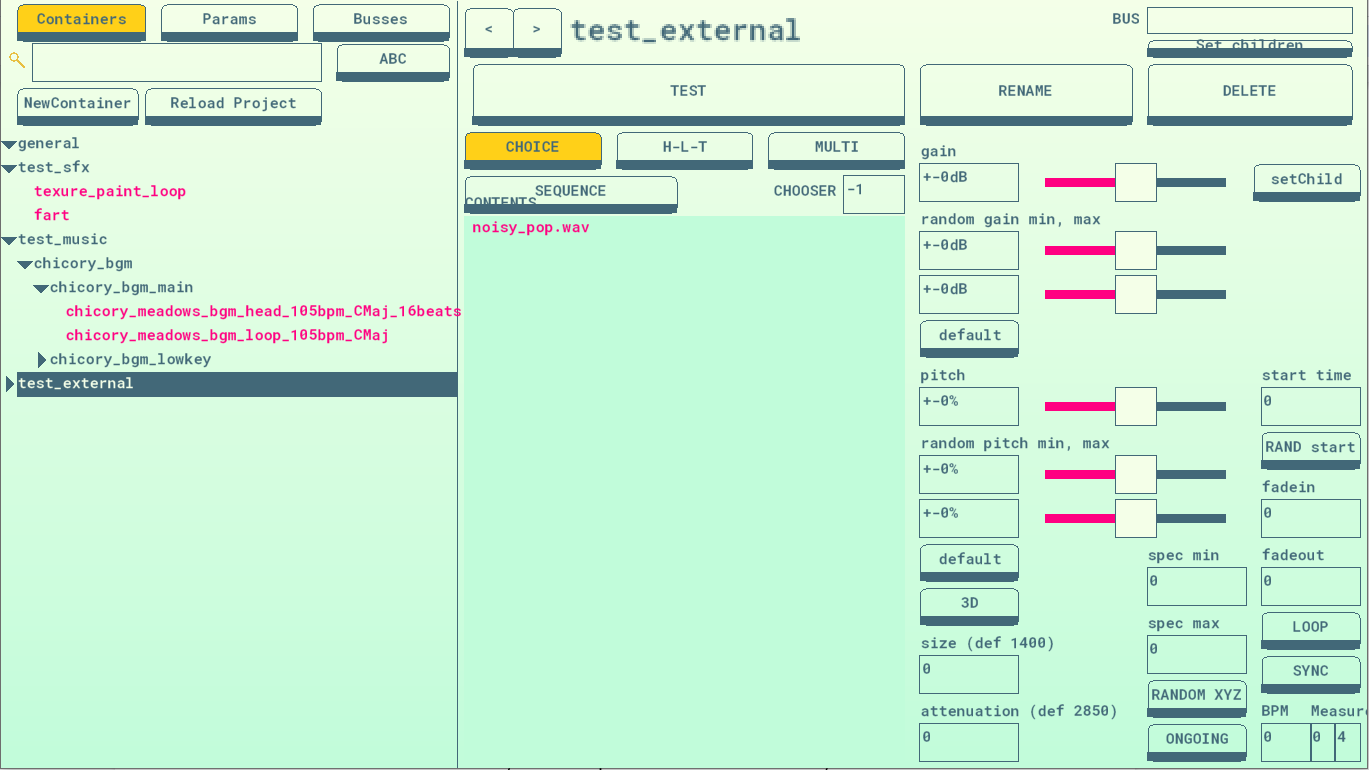 Containers Params Busses
ABC
NewContainer Reload Project
general
test_sfx
texure_paint_loop
fart
test_music
chicory_bgm
chicory_bgm_main
chicory_meadows_bgm_head_105bpm_CMaj_16beats
chicory_meadows_bgm_loop_105bpm_CMaj
chicory_bgm_lowkey
test_external
< > test_external
BUS
Set children
TEST RENAME DELETE
CHOICE H-L-T MULTI
SEQUENCE CHOOSER -1
CONTENTS
noisy_pop.wav
gain
+-0dB setChild
random gain min, max
+-0dB
+-0dB
default
pitch start time
+-0% 0
random pitch min, max RAND start
+-0% fadein
+-0% 0
default spec min fadeout
0 0
3D
spec max LOOP
size (def 1400) 0
0 SYNC
RANDOM XYZ
attenuation (def 2850) BPM Measur
0 ONGOING 0 0 4